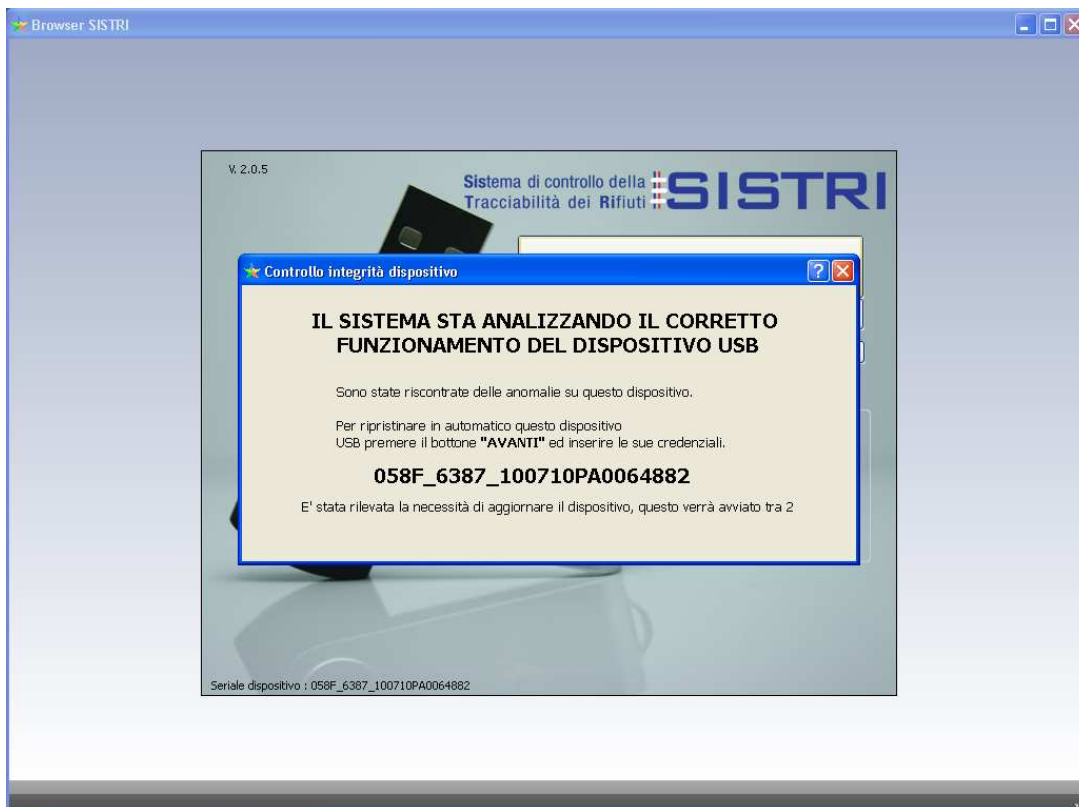 Browser SISTRI
V. 2.0.5
Sistema di controllo della
Tracciabilità dei Rifiuti
SISTRI
Controllo integrità dispositivo
IL SISTEMA STA ANALIZZANDO IL CORRETTO
FUNZIONAMENTO DEL DISPOSITIVO USB
Sono state riscontrate delle anomalie su questo dispositivo.
Per ripristinare in automatico questo dispositivo
USB premere il bottone "AVANTI" ed inserire le sue credenziali.
058F_6387_100710PA0064882
E' stata rilevata la necessità di aggiornare il dispositivo, questo verrà avviato tra 2
Seriale dispositivo : 058F_6387_100710PA0064882